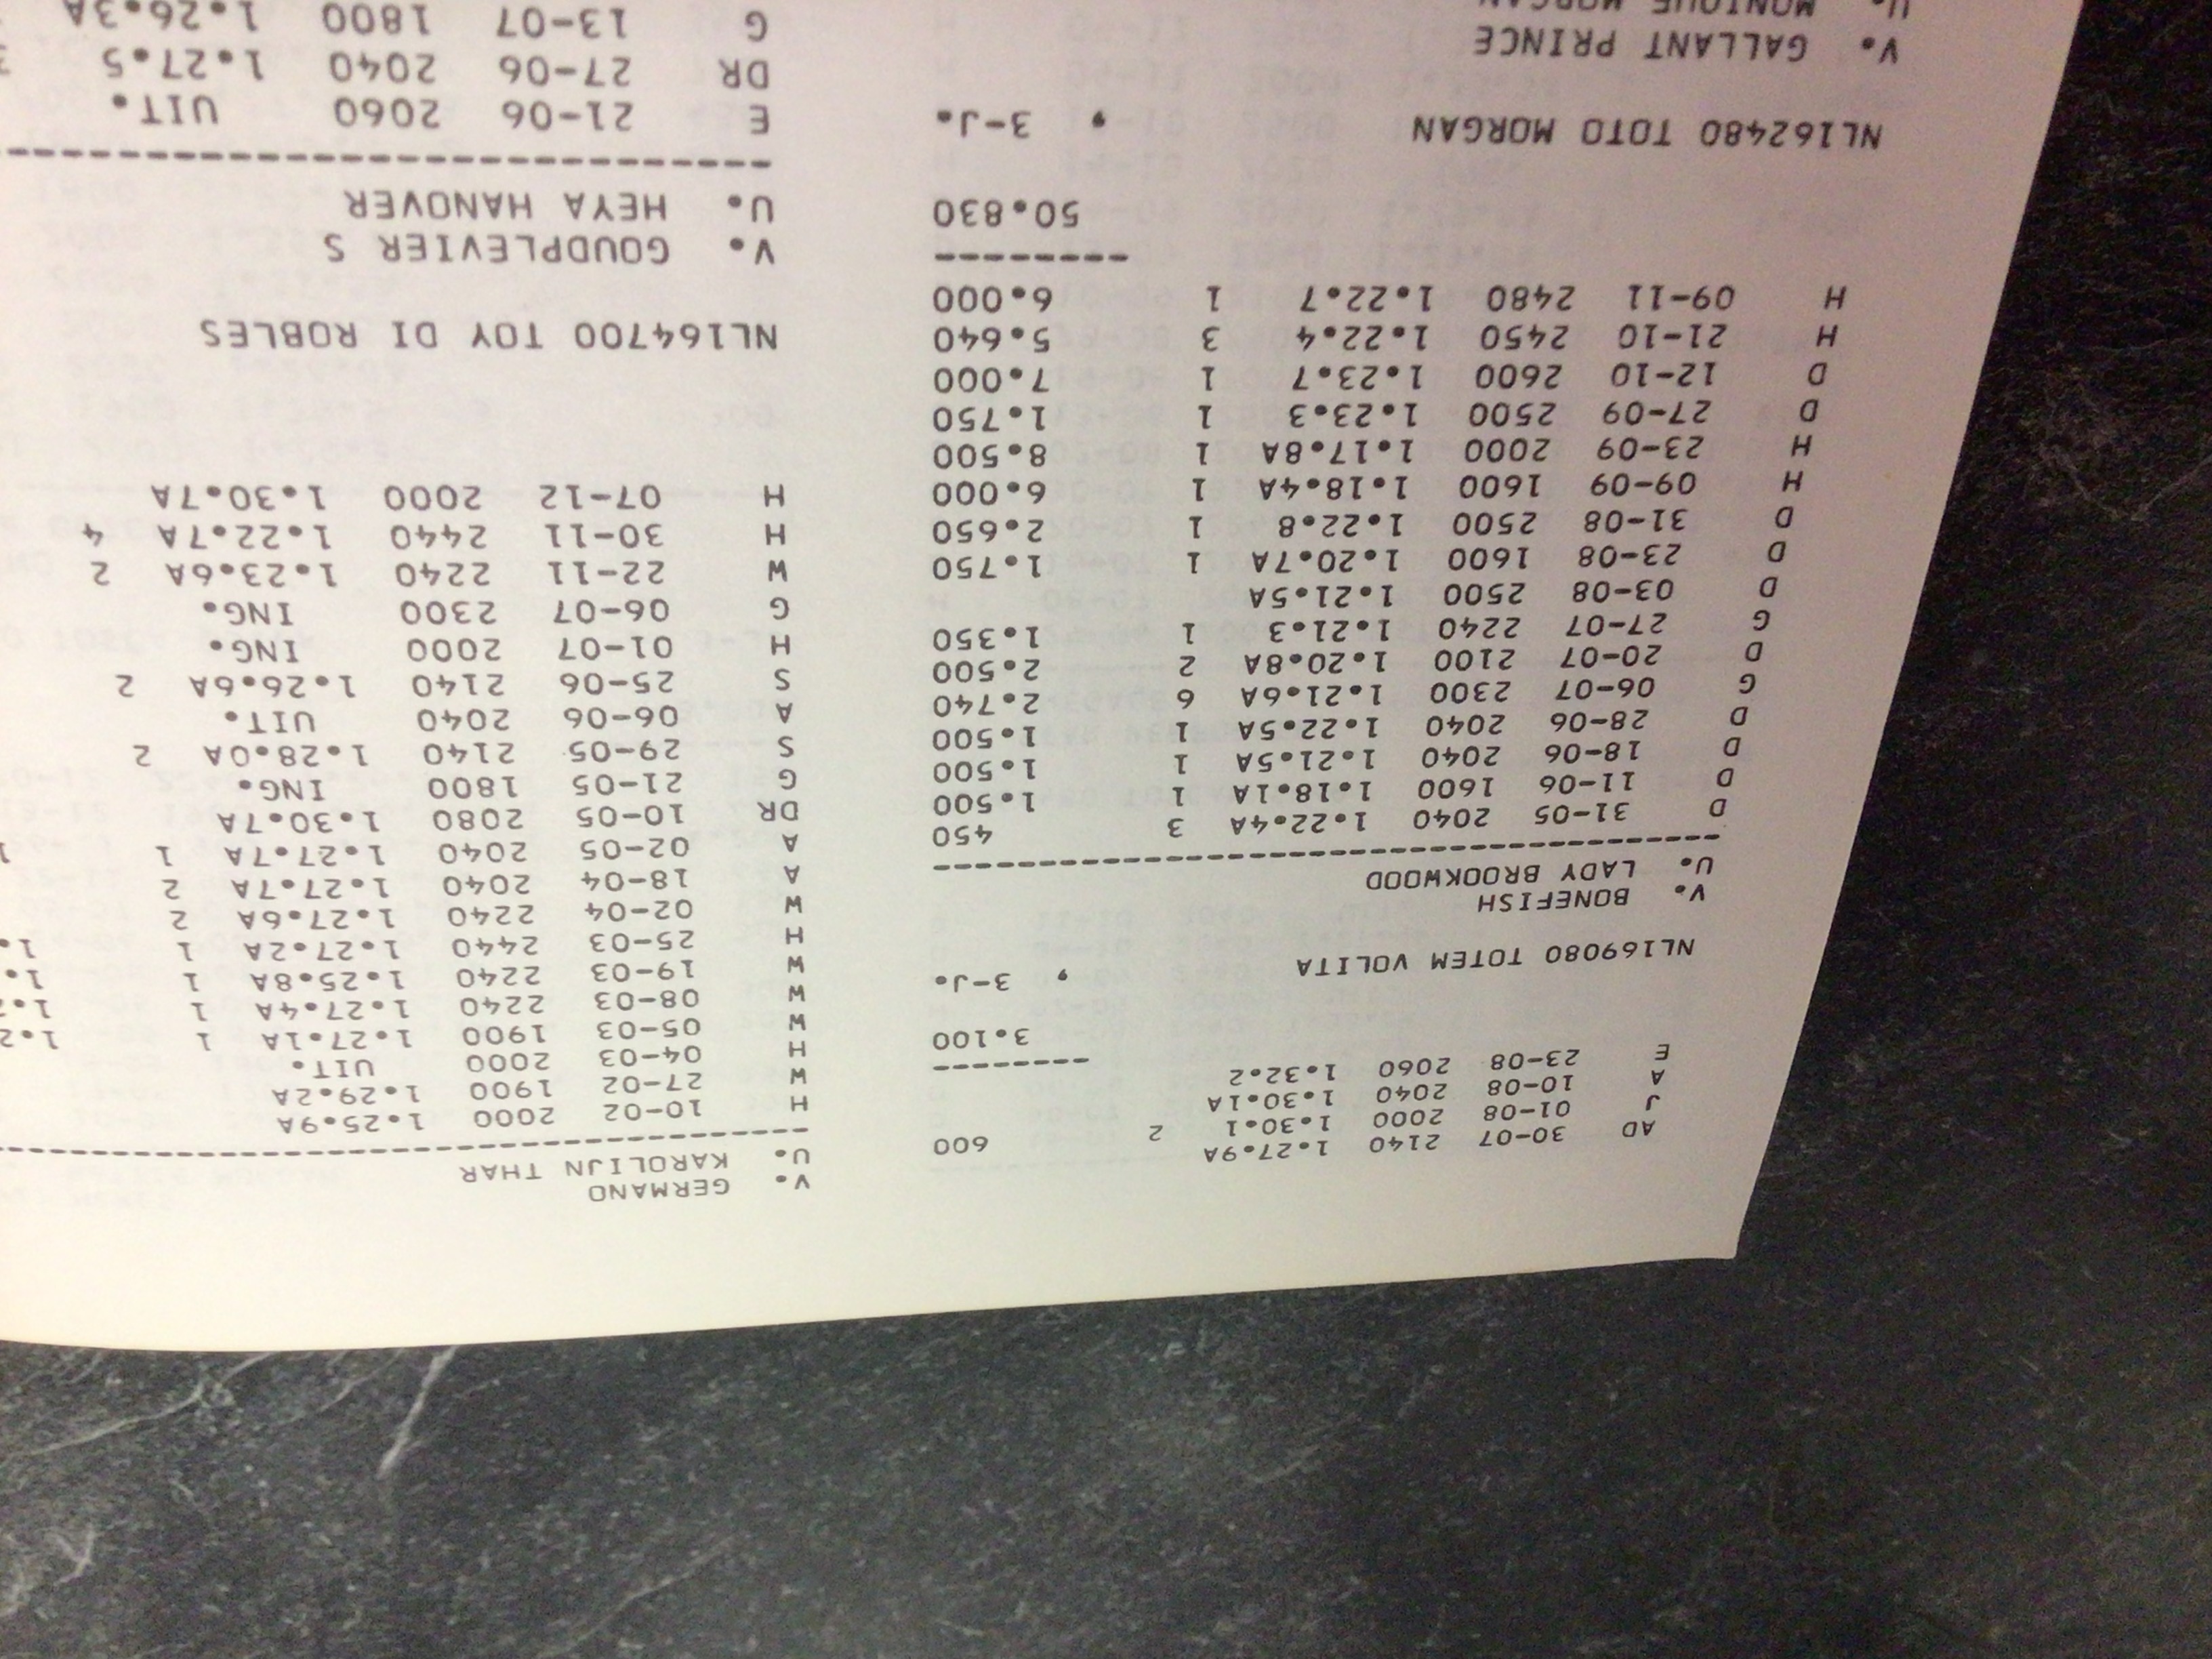 AD 30-07 2140 1.27.9A
J 01-08 2000 1.30.1 2 600
A 10-08 2040 1.30.1A
E 23-08 2060 1.32.2
-------
3.100
NL169080 TOTEM VOLITA , 3-J.
V. BONEFISH
U. LADY BROOKWOOD
D 31-05 2040 1.22.4A 3 450
D 11-06 1600 1.18.1A 1 1.500
D 18-06 2040 1.21.5A 1 1.500
D 28-06 2040 1.22.5A 1 1.500
G 06-07 2300 1.21.6A 6 2.740
D 20-07 2100 1.20.8A 2 2.500
G 27-07 2240 1.21.3 1 1.350
D 03-08 2500 1.21.5A
D 23-08 1600 1.20.7A 1 1.750
D 31-08 2500 1.22.8 1 2.650
H 09-09 1600 1.18.4A 1 6.000
H 23-09 2000 1.17.8A 1 8.500
D 27-09 2500 1.23.3 1 1.750
D 12-10 2600 1.23.7 1 7.000
H 21-10 2450 1.22.4 3 5.640
H 09-11 2480 1.22.7 1 6.000
--------
50.830
NL162480 TOTO MORGAN , 3-J.
V. GALLANT PRINCE
U. MONIQUE MORGAN
V. GERMANO
U. KAROLIJN THAR
H 10-02 2000 1.25.9A
W 27-02 1900 1.29.2A
H 04-03 2000 UIT.
W 05-03 1900 1.27.1A 1 1.2
W 08-03 2240 1.27.4A 1 1.
W 19-03 2240 1.25.8A 1 1.
H 25-03 2440 1.27.2A 1 1.
W 02-04 2240 1.27.6A 2
A 18-04 2040 1.27.7A 2
A 02-05 2040 1.27.7A 1 1
DR 10-05 2080 1.30.7A
G 21-05 1800 ING.
S 29-05 2140 1.28.0A 2
A 06-06 2040 UIT.
S 25-06 2140 1.26.6A 2
H 01-07 2000 ING.
G 06-07 2300 ING.
W 22-11 2240 1.23.6A 2
H 30-11 2440 1.22.7A 4
H 07-12 2000 1.30.7A
NL164700 TOY DI ROBLES
V. GOUDPLEVIER S
U. HEYA HANOVER
E 21-06 2060 UIT.
DR 27-06 2040 1.27.5
G 13-07 1800 1.26.3A